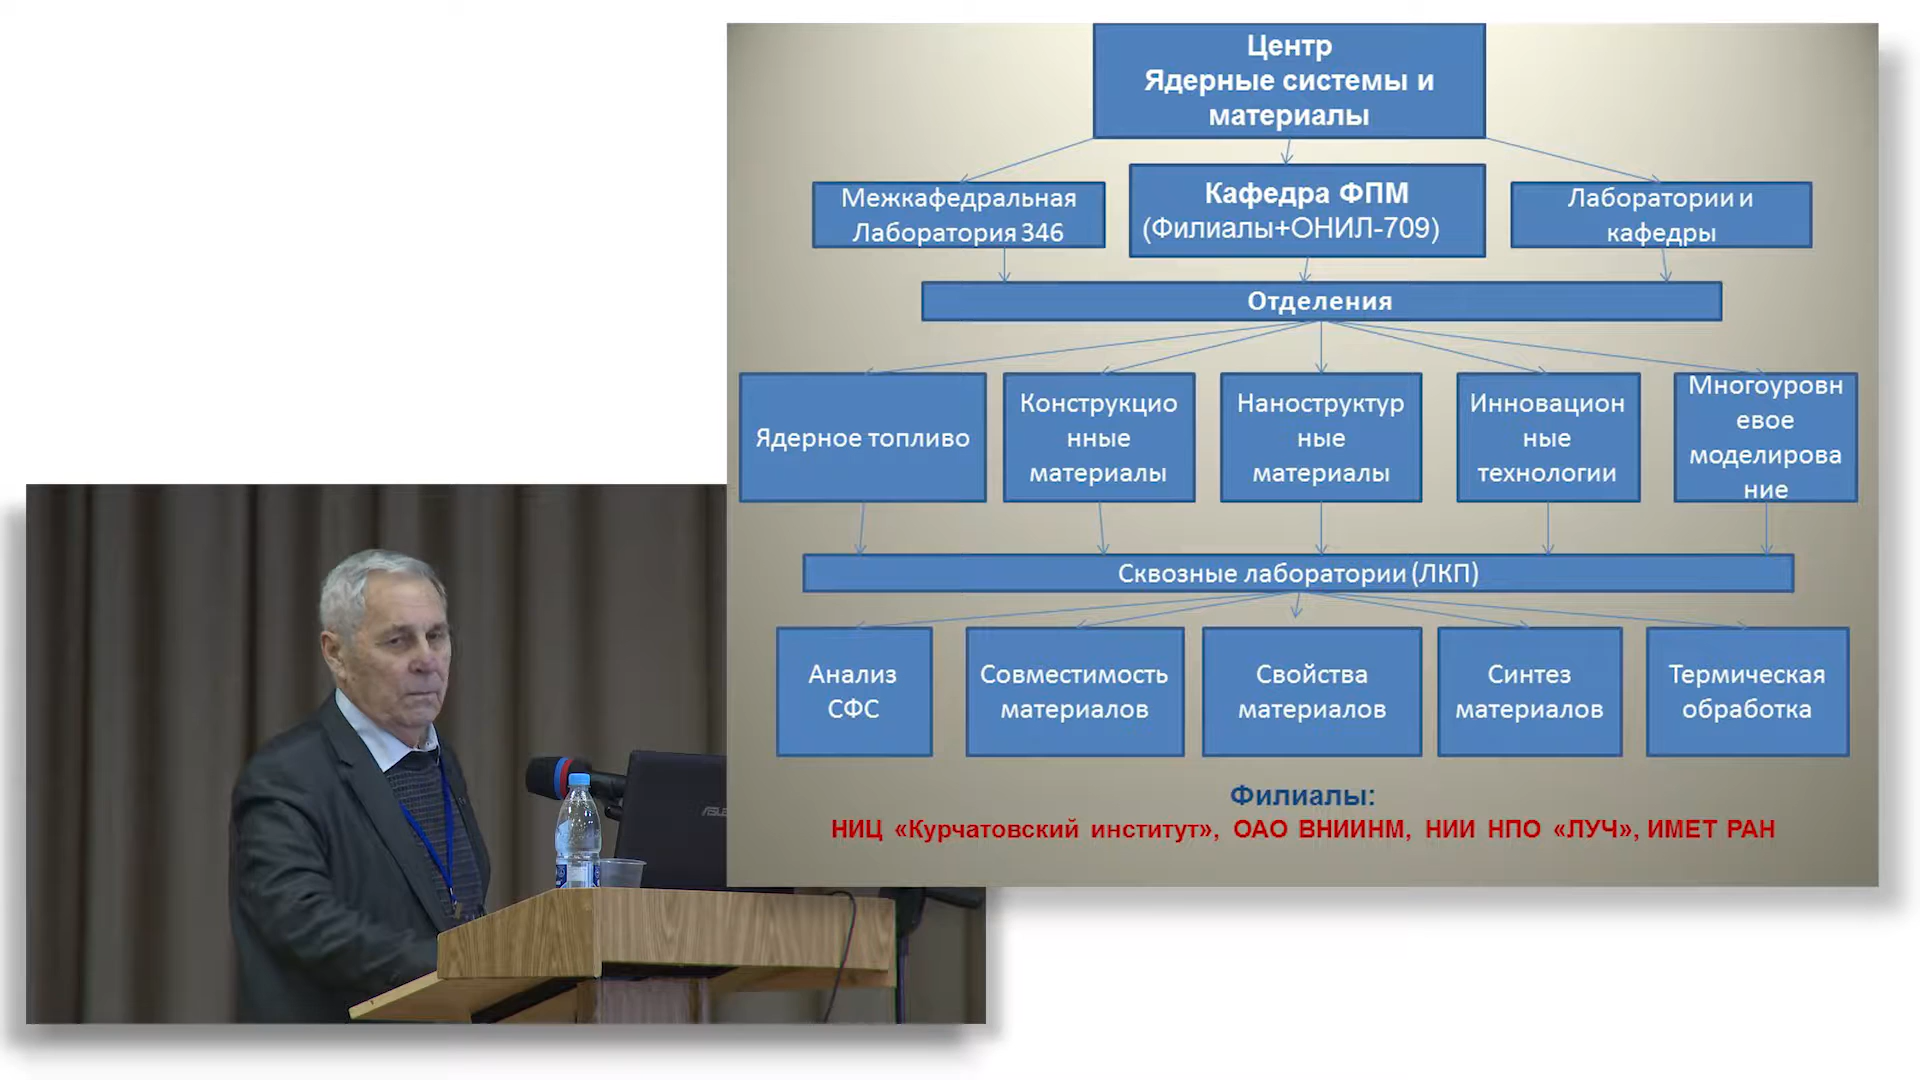 Центр
Ядерные системы и
материалы
Межкафедральная
Лаборатория 346
Кафедра ФПМ
(Филиалы+ОНИЛ-709)
Лаборатории и
кафедры
Отделения
Ядерное топливо
Конструкцио
нные
материалы
Наноструктур
ные
материалы
Инновацион
ные
технологии
Многоуровн
евое
моделирова
ние
Сквозные лаборатории (ЛКП)
Анализ
СФС
Совместимость
материалов
Свойства
материалов
Синтез
материалов
Термическая
обработка
Филиалы:
НИЦ «Курчатовский институт», ОАО ВНИИНМ, НИИ НПО «ЛУЧ», ИМЕТ РАН
ASUS